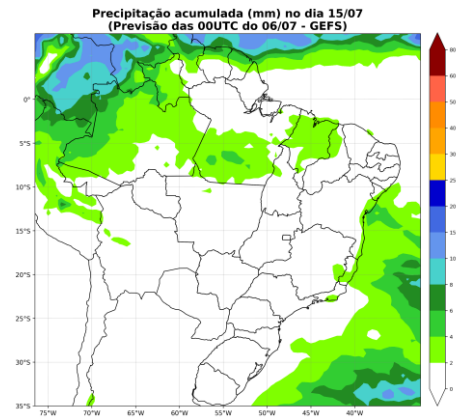 Precipitação acumulada (mm) no dia 15/07
(Previsão das 00UTC do 06/07 - GEFS)
0°
5°S
10°S
15°S
20°S
25°S
30°S
35°S
75°W 70°W 65°W 60°W 55°W 50°W 45°W 40°W
80
60
50
40
30
25
20
15
10
8
6
4
2
0